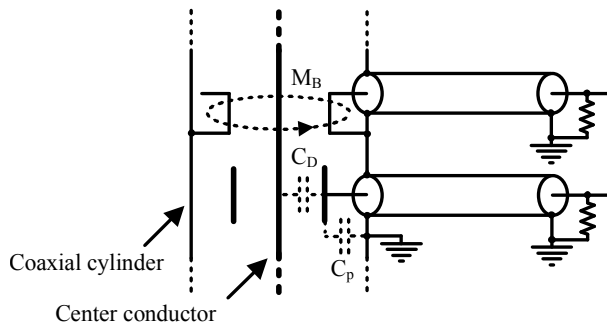 M_B
C_D
C_p
Coaxial cylinder
Center conductor